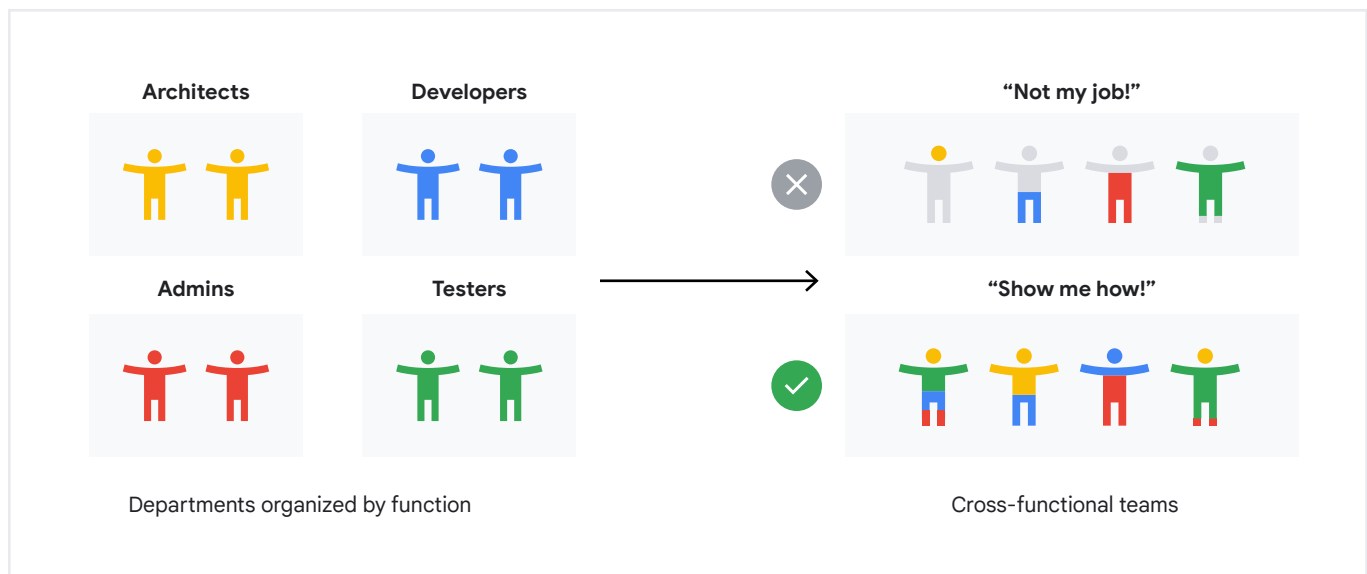 Architects
Developers
“Not my job!”
Admins
Testers
“Show me how!”
Departments organized by function
Cross-functional teams